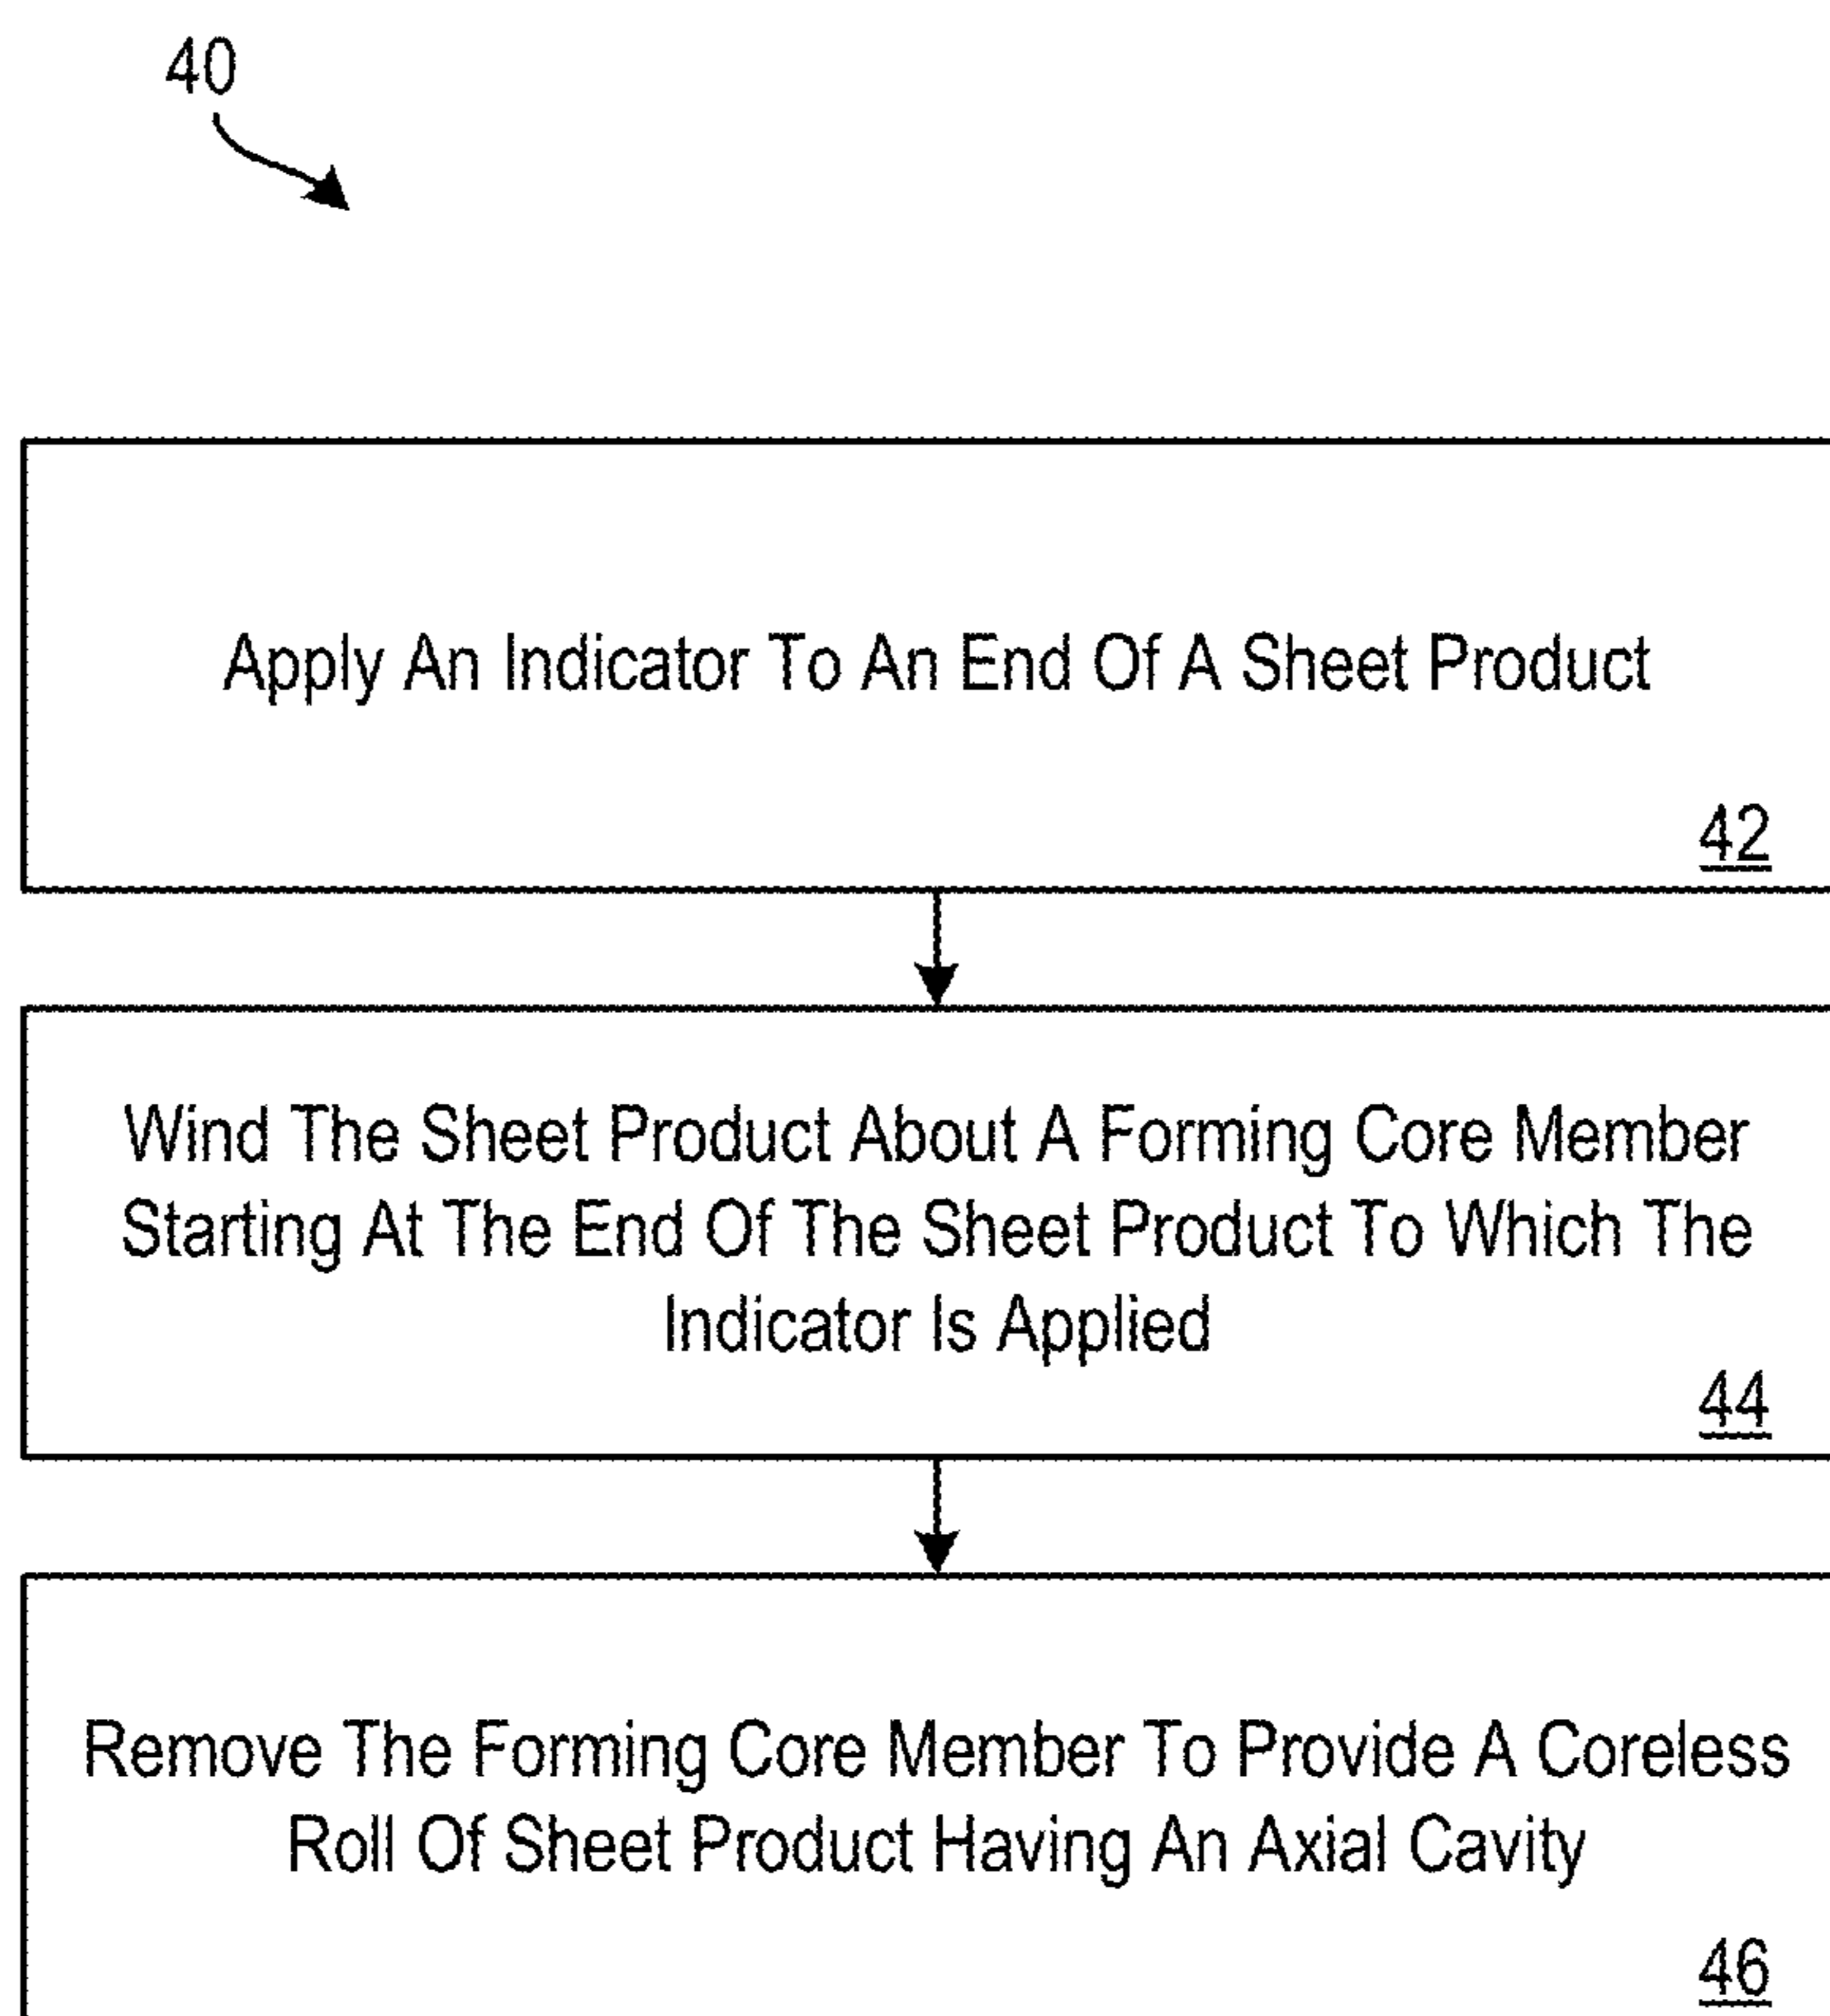 40
Apply An Indicator To An End Of A Sheet Product
42
Wind The Sheet Product About A Forming Core Member
Starting At The End Of The Sheet Product To Which The
Indicator Is Applied
44
Remove The Forming Core Member To Provide A Coreless
Roll Of Sheet Product Having An Axial Cavity
46